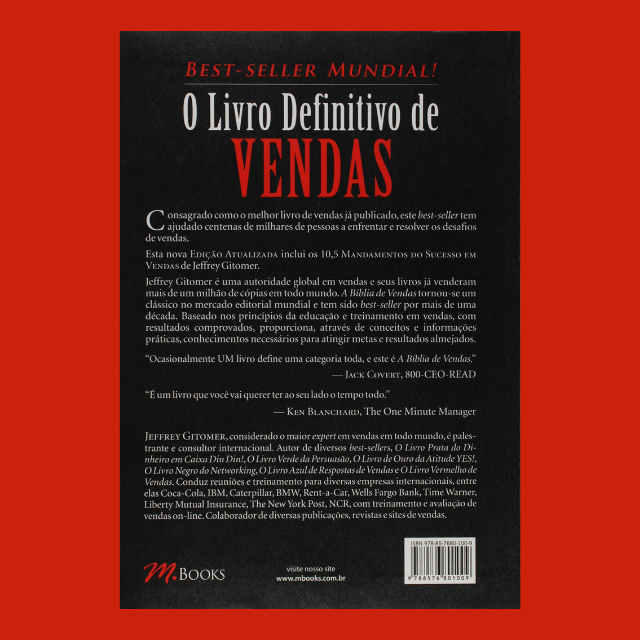 BEST-SELLER MUNDIAL!
O Livro Definitivo de
VENDAS
Consagrado como o melhor livro de vendas já publicado, este best-seller tem
ajudado centenas de milhares de pessoas a enfrentar e resolver os desafios
de vendas.
Esta nova EDIÇÃO ATUALIZADA inclui os 10,5 MANDAMENTOS DO SUCESSO EM
VENDAS de Jeffrey Gitomer.
Jeffrey Gitomer é uma autoridade global em vendas e seus livros já venderam
mais de um milhão de cópias em todo mundo. A Bíblia de Vendas tornou-se um
clássico no mercado editorial mundial e tem sido best-seller por mais de uma
década. Baseado nos princípios da educação e treinamento em vendas, com
resultados comprovados, proporciona, através de conceitos e informações
práticas, conhecimentos necessários para atingir metas e resultados almejados.
“Ocasionalmente UM livro define uma categoria toda, e este é A Bíblia de Vendas.”
— JACK COVERT, 800-CEO-READ
“É um livro que você vai querer ter ao seu lado o tempo todo.”
— KEN BLANCHARD, The One Minute Manager
JEFFREY GITOMER, considerado o maior expert em vendas em todo mundo, é pales-
trante e consultor internacional. Autor de diversos best-sellers, O Livro Prata do Di-
nheiro em Caixa Din Din!, O Livro Verde da Persuasão, O Livro de Ouro da Atitude YES!,
O Livro Negro do Networking, O Livro Azul de Respostas de Vendas e O Livro Vermelho de
Vendas. Conduz reuniões e treinamento para diversas empresas internacionais, entre
elas Coca-Cola, IBM, Caterpillar, BMW, Rent-a-Car, Wells Fargo Bank, Time Warner,
Liberty Mutual Insurance, The New York Post, NCR, com treinamento e avaliação de
vendas on-line. Colaborador de diversas publicações, revistas e sites de vendas.
ISBN 978-85-7680-100-9
9 788576 801009
M.BOOKS
visite nosso site
www.mbooks.com.br